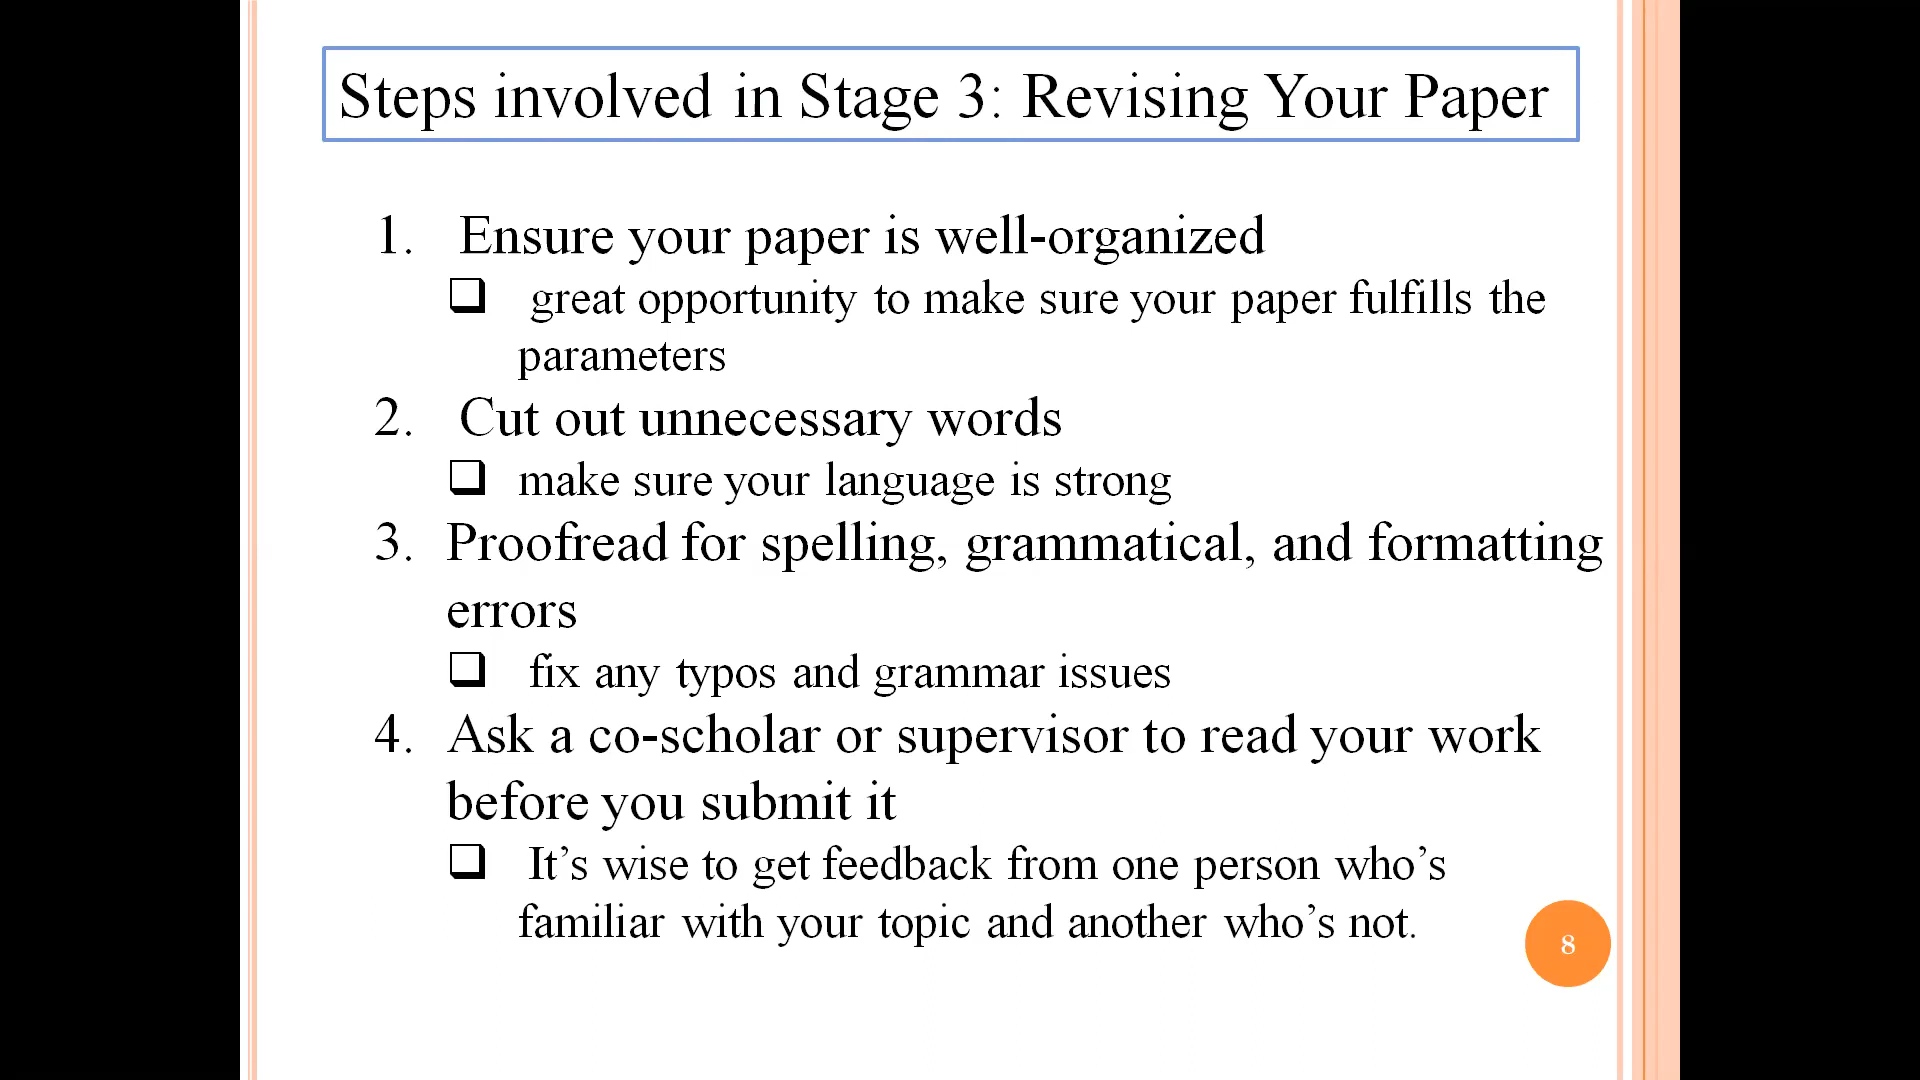 Steps involved in Stage 3: Revising Your Paper
1. Ensure your paper is well-organized
❑ great opportunity to make sure your paper fulfills the
parameters
2. Cut out unnecessary words
❑ make sure your language is strong
3. Proofread for spelling, grammatical, and formatting
errors
❑ fix any typos and grammar issues
4. Ask a co-scholar or supervisor to read your work
before you submit it
❑ It’s wise to get feedback from one person who’s
familiar with your topic and another who’s not.
8